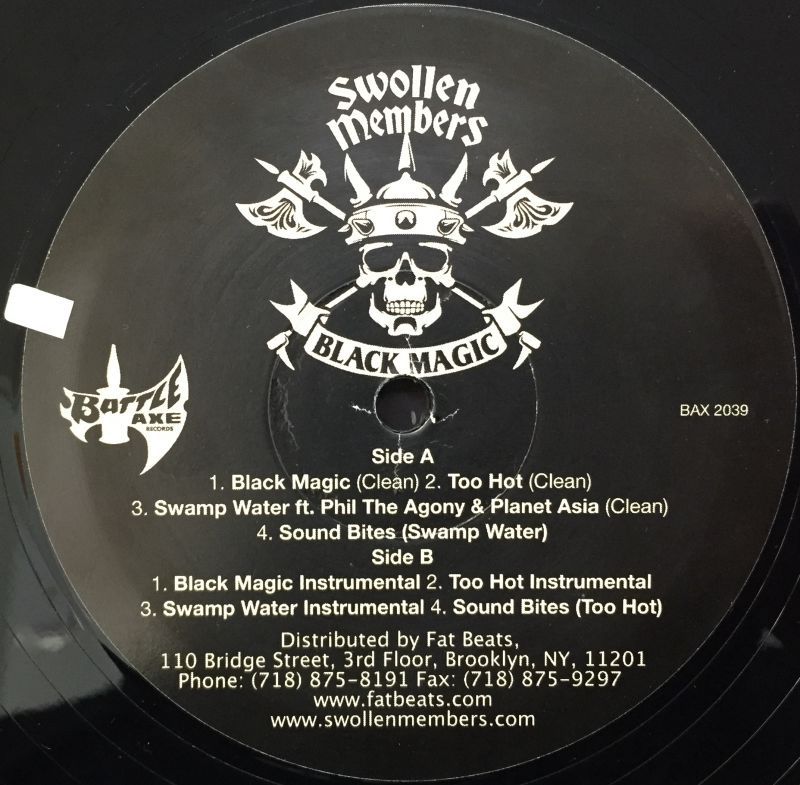 Swollen
Members
BLACK MAGIC
BATTLE
AXE
RECORDS
BAX 2039
Side A
1. Black Magic (Clean) 2. Too Hot (Clean)
3. Swamp Water ft. Phil The Agony & Planet Asia (Clean)
4. Sound Bites (Swamp Water)
Side B
1. Black Magic Instrumental 2. Too Hot Instrumental
3. Swamp Water Instrumental 4. Sound Bites (Too Hot)
Distributed by Fat Beats,
110 Bridge Street, 3rd Floor, Brooklyn, NY, 11201
Phone: (718) 875-8191 Fax: (718) 875-9297
www.fatbeats.com
www.swollenmembers.com